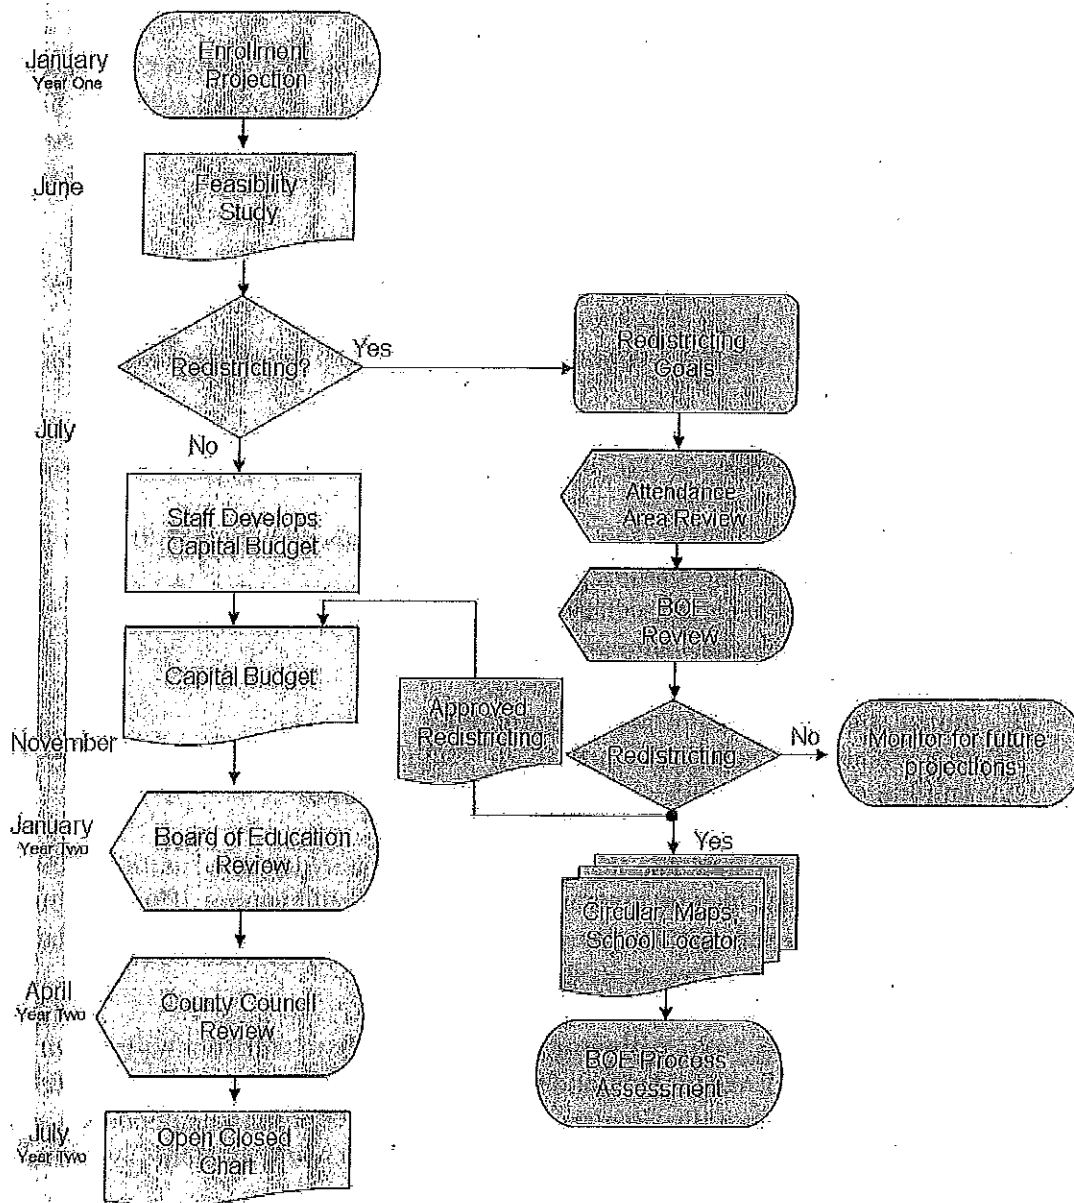 January
Year One
Enrollment
Projection
June
Feasibility
Study
Redistricting?
Yes
Redistricting
Goals
July
No
Attendance
Area Review
Staff Develops
Capital Budget
BOE
Review
Capital Budget
Approved
Redistricting
Redistricting
No
Monitor for future
projections
November
January
Year Two
Board of Education
Review
Yes
Circular, Maps,
School Locator
April
Year Two
County Council
Review
BOE Process
Assessment
July
Year Two
Open Closed
Chart